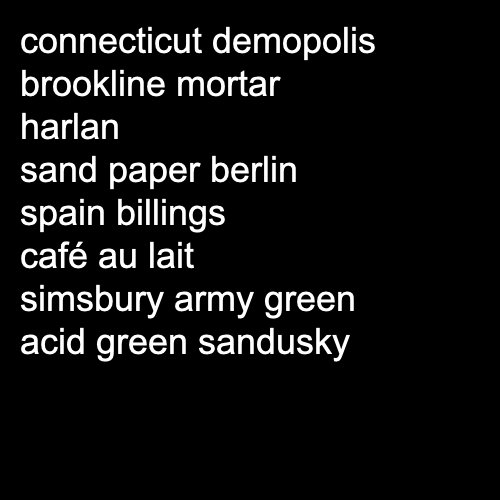 connecticut demopolis
brookline mortar
harlan
sand paper berlin
spain billings
café au lait
simsbury army green
acid green sandusky